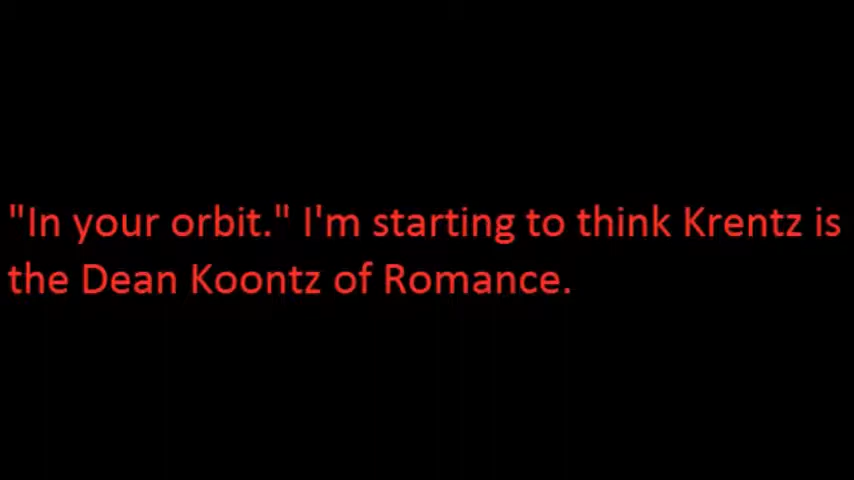 "In your orbit." I'm starting to think Krentz is
the Dean Koontz of Romance.